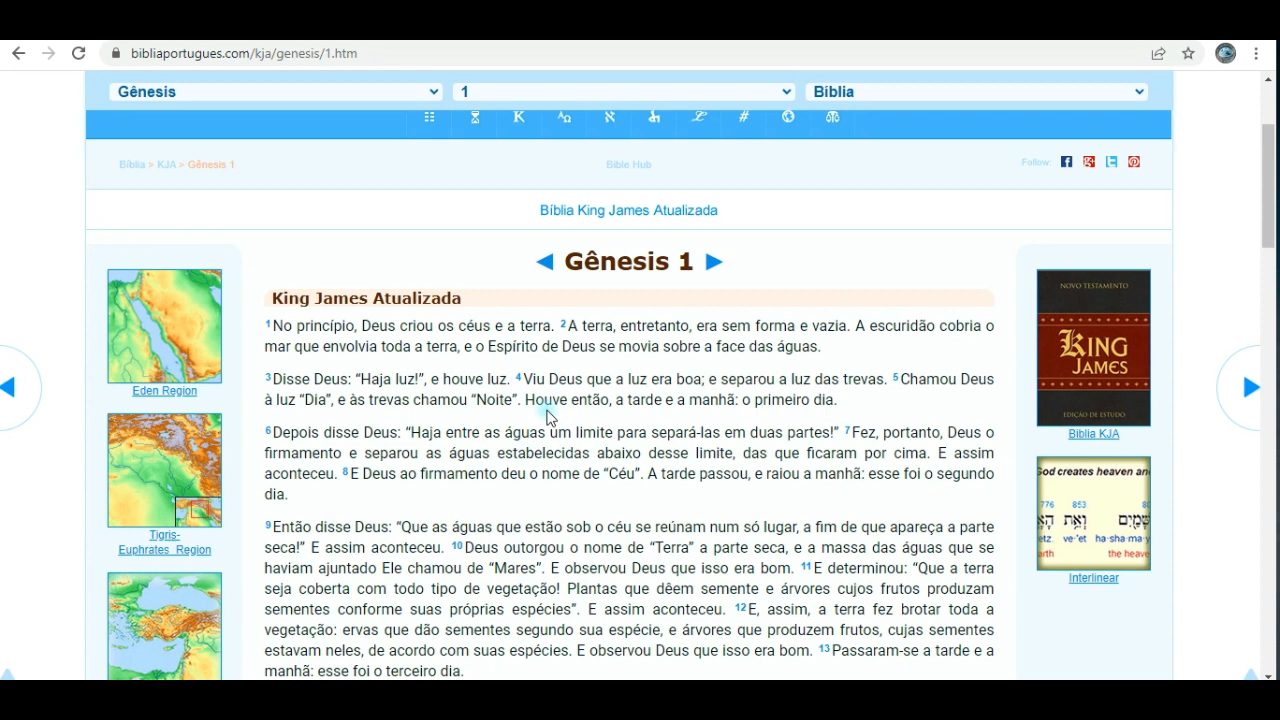 bibliaportugues.com/kja/genesis/1.htm
Gênesis
1
Bíblia
Bíblia > KJA > Gênesis 1
Bible Hub
Follow:
Bíblia King James Atualizada
◄ Gênesis 1 ►
King James Atualizada
1No princípio, Deus criou os céus e a terra. 2A terra, entretanto, era sem forma e vazia. A escuridão cobria o
mar que envolvia toda a terra, e o Espírito de Deus se movia sobre a face das águas.
3Disse Deus: “Haja luz!”, e houve luz. 4Viu Deus que a luz era boa; e separou a luz das trevas. 5Chamou Deus
à luz “Dia”, e às trevas chamou “Noite”. Houve então, a tarde e a manhã: o primeiro dia.
6Depois disse Deus: “Haja entre as águas um limite para separá-las em duas partes!” 7Fez, portanto, Deus o
firmamento e separou as águas estabelecidas abaixo desse limite, das que ficaram por cima. E assim
aconteceu. 8E Deus ao firmamento deu o nome de “Céu”. A tarde passou, e raiou a manhã: esse foi o segundo
dia.
9Então disse Deus: “Que as águas que estão sob o céu se reúnam num só lugar, a fim de que apareça a parte
seca!” E assim aconteceu. 10Deus outorgou o nome de “Terra” a parte seca, e a massa das águas que se
haviam ajuntado Ele chamou de “Mares”. E observou Deus que isso era bom. 11E determinou: “Que a terra
seja coberta com todo tipo de vegetação! Plantas que dêem semente e árvores cujos frutos produzam
sementes conforme suas próprias espécies”. E assim aconteceu. 12E, assim, a terra fez brotar toda a
vegetação: ervas que dão sementes segundo sua espécie, e árvores que produzem frutos, cujas sementes
estavam neles, de acordo com suas espécies. E observou Deus que isso era bom. 13Passaram-se a tarde e a
manhã: esse foi o terceiro dia.
Eden Region
Tigris-
Euphrates Region
NOVO TESTAMENTO
KING
JAMES
EDIÇÃO DE ESTUDO
Bíblia KJA
God creates heaven an
776 853 8
הָאָ וְאֵת שָּׁמַיִם
etz. ve·'et ha·sha·ma·y
arth the heave
Interlinear